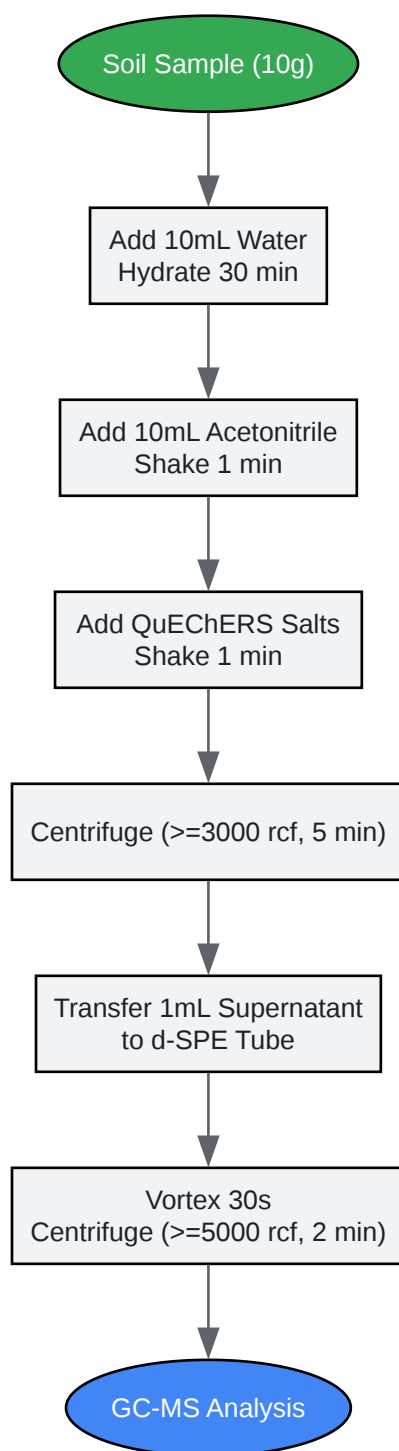 Soil Sample (10g)
Add 10mL Water
Hydrate 30 min
Add 10mL Acetonitrile
Shake 1 min
Add QuEChERS Salts
Shake 1 min
Centrifuge (>=3000 rcf, 5 min)
Transfer 1mL Supernatant
to d-SPE Tube
Vortex 30s
Centrifuge (>=5000 rcf, 2 min)
GC-MS Analysis